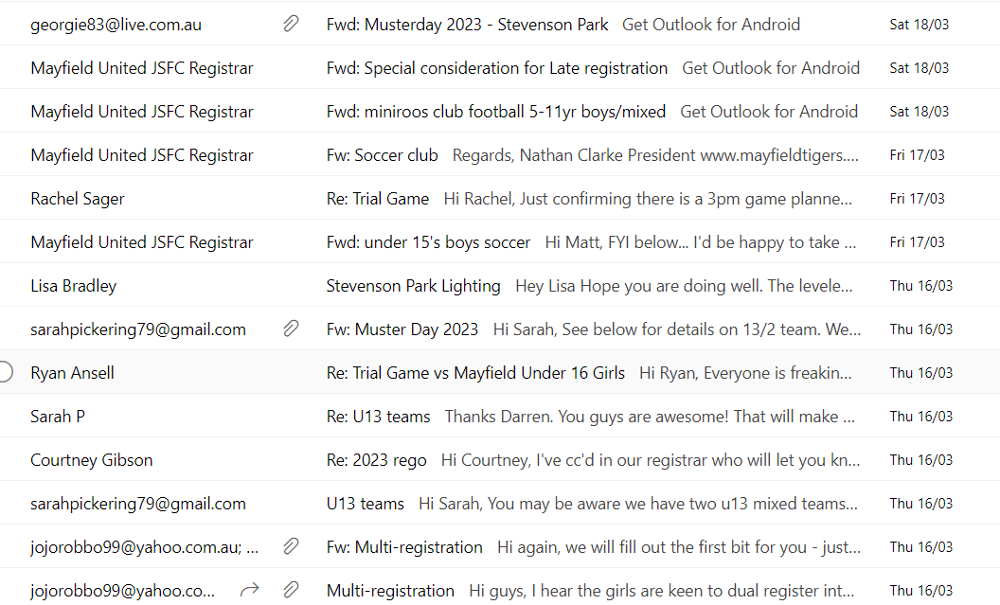 georgie83@live.com.au Fwd: Musterday 2023 - Stevenson Park Get Outlook for Android Sat 18/03
Mayfield United JSFC Registrar Fwd: Special consideration for Late registration Get Outlook for Android Sat 18/03
Mayfield United JSFC Registrar Fwd: miniroos club football 5-11yr boys/mixed Get Outlook for Android Sat 18/03
Mayfield United JSFC Registrar Fw: Soccer club Regards, Nathan Clarke President www.mayfieldtigers.... Fri 17/03
Rachel Sager Re: Trial Game Hi Rachel, Just confirming there is a 3pm game planne... Fri 17/03
Mayfield United JSFC Registrar Fwd: under 15's boys soccer Hi Matt, FYI below... I'd be happy to take ... Fri 17/03
Lisa Bradley Stevenson Park Lighting Hey Lisa Hope you are doing well. The levele... Thu 16/03
sarahpickering79@gmail.com Fw: Muster Day 2023 Hi Sarah, See below for details on 13/2 team. We... Thu 16/03
Ryan Ansell Re: Trial Game vs Mayfield Under 16 Girls Hi Ryan, Everyone is freakin... Thu 16/03
Sarah P Re: U13 teams Thanks Darren. You guys are awesome! That will make ... Thu 16/03
Courtney Gibson Re: 2023 rego Hi Courtney, I've cc'd in our registrar who will let you kn... Thu 16/03
sarahpickering79@gmail.com U13 teams Hi Sarah, You may be aware we have two u13 mixed teams... Thu 16/03
jojorobbo99@yahoo.com.au; ... Fw: Multi-registration Hi again, we will fill out the first bit for you - just... Thu 16/03
jojorobbo99@yahoo.co... Multi-registration Hi guys, I hear the girls are keen to dual register int... Thu 16/03